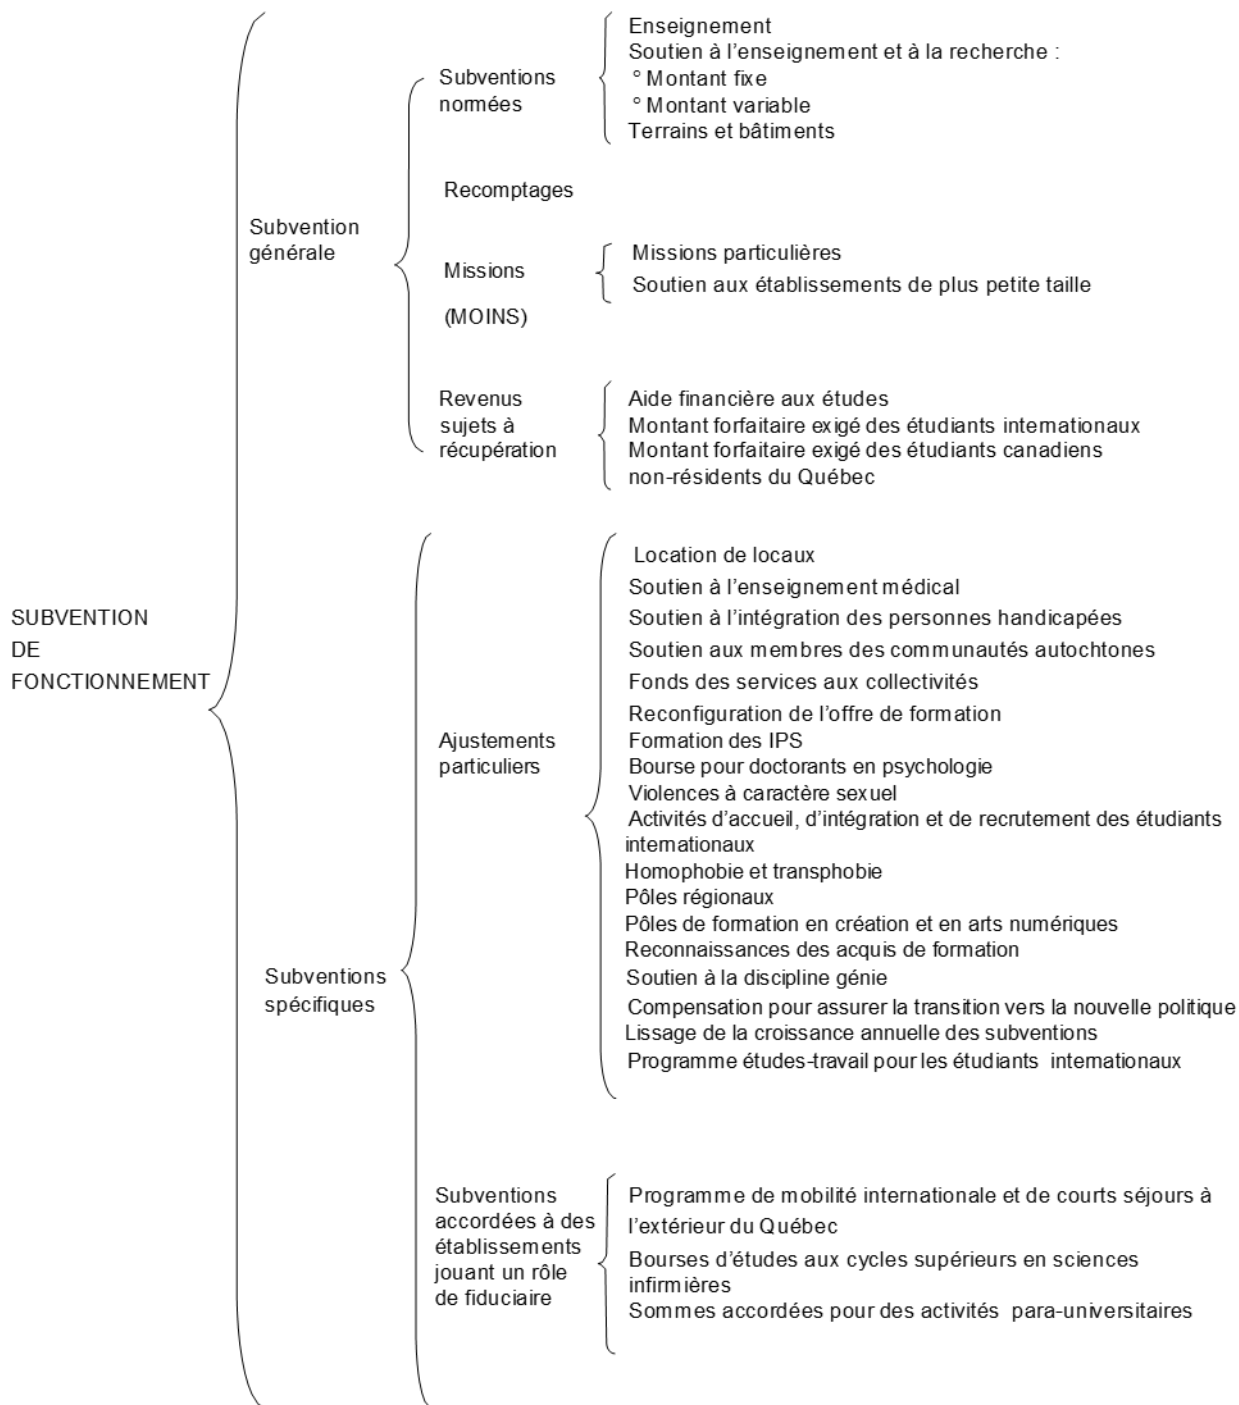 SUBVENTION
DE
FONCTIONNEMENT
Subvention
générale
Subventions
normées
Enseignement
Soutien à l’enseignement et à la recherche :
° Montant fixe
° Montant variable
Terrains et bâtiments
Recomptages
Missions
(MOINS)
Missions particulières
Soutien aux établissements de plus petite taille
Revenus
sujets à
récupération
Aide financière aux études
Montant forfaitaire exigé des étudiants internationaux
Montant forfaitaire exigé des étudiants canadiens
non-résidents du Québec
Subventions
spécifiques
Ajustements
particuliers
Location de locaux
Soutien à l’enseignement médical
Soutien à l’intégration des personnes handicapées
Soutien aux membres des communautés autochtones
Fonds des services aux collectivités
Reconfiguration de l’offre de formation
Formation des IPS
Bourse pour doctorants en psychologie
Violences à caractère sexuel
Activités d’accueil, d’intégration et de recrutement des étudiants
internationaux
Homophobie et transphobie
Pôles régionaux
Pôles de formation en création et en arts numériques
Reconnaissances des acquis de formation
Soutien à la discipline génie
Compensation pour assurer la transition vers la nouvelle politique
Lissage de la croissance annuelle des subventions
Programme études-travail pour les étudiants internationaux
Subventions
accordées à des
établissements
jouant un rôle
de fiduciaire
Programme de mobilité internationale et de courts séjours à
l’extérieur du Québec
Bourses d’études aux cycles supérieurs en sciences
infirmières
Sommes accordées pour des activités para-universitaires